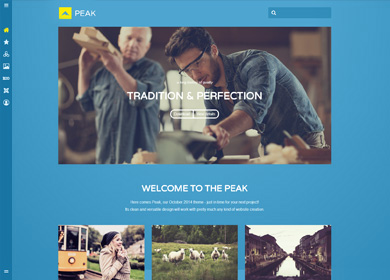 PEAK
TRADITION & PERFECTION
WELCOME TO THE PEAK
Here comes Peak, our October 2014 theme - just in time for your next project!
Its clean and versatile design will work with pretty much any kind of website creation.